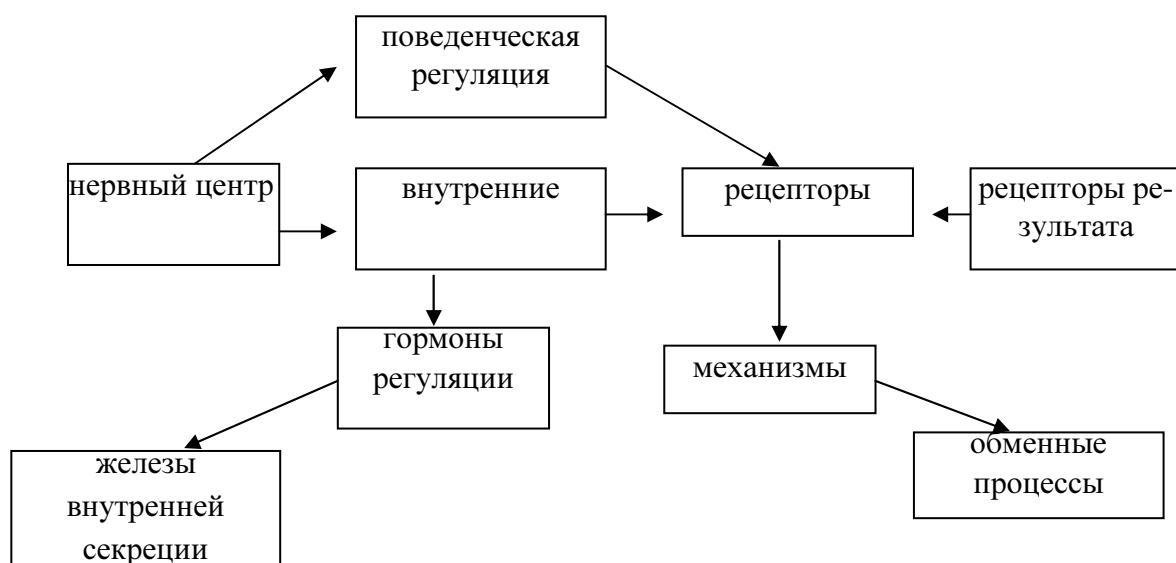 поведенческая
регуляция
нервный центр
внутренние
рецепторы
рецепторы ре-
зультата
гормоны
регуляции
механизмы
железы
внутренней
секреции
обменные
процессы